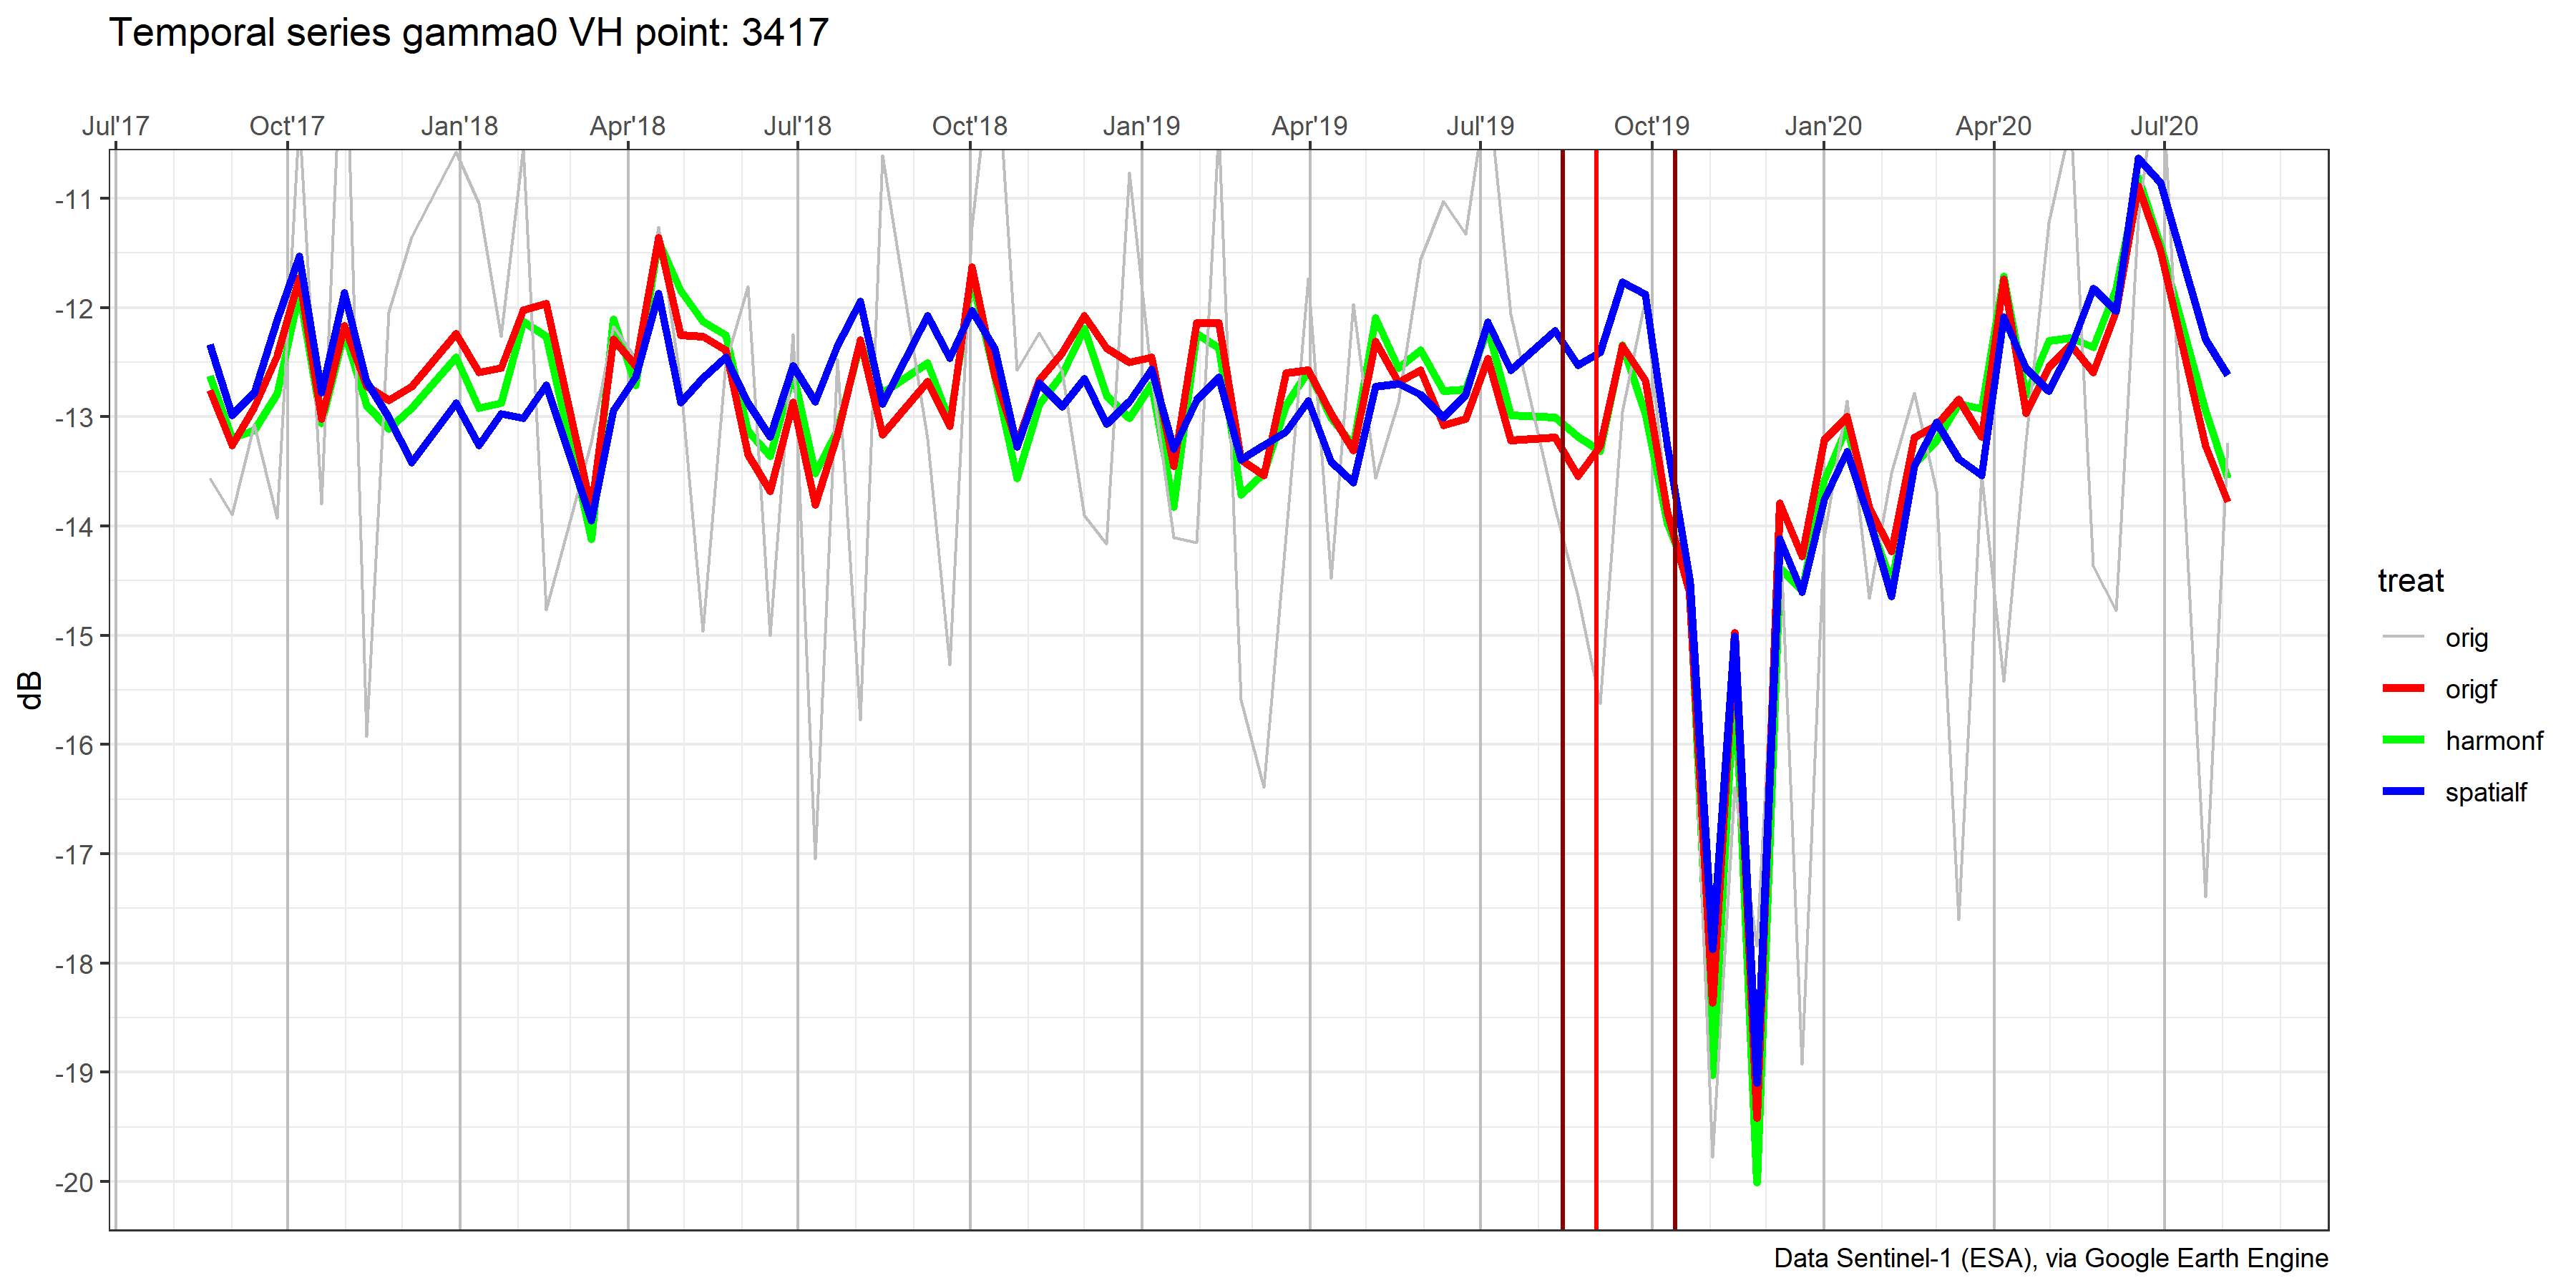 Temporal series gamma0 VH point: 3417
Jul'17 Oct'17 Jan'18 Apr'18 Jul'18 Oct'18 Jan'19 Apr'19 Jul'19 Oct'19 Jan'20 Apr'20 Jul'20
-11
-12
-13
-14
-15
-16
-17
-18
-19
-20
dB
treat
orig
origf
harmonf
spatialf
Data Sentinel-1 (ESA), via Google Earth Engine